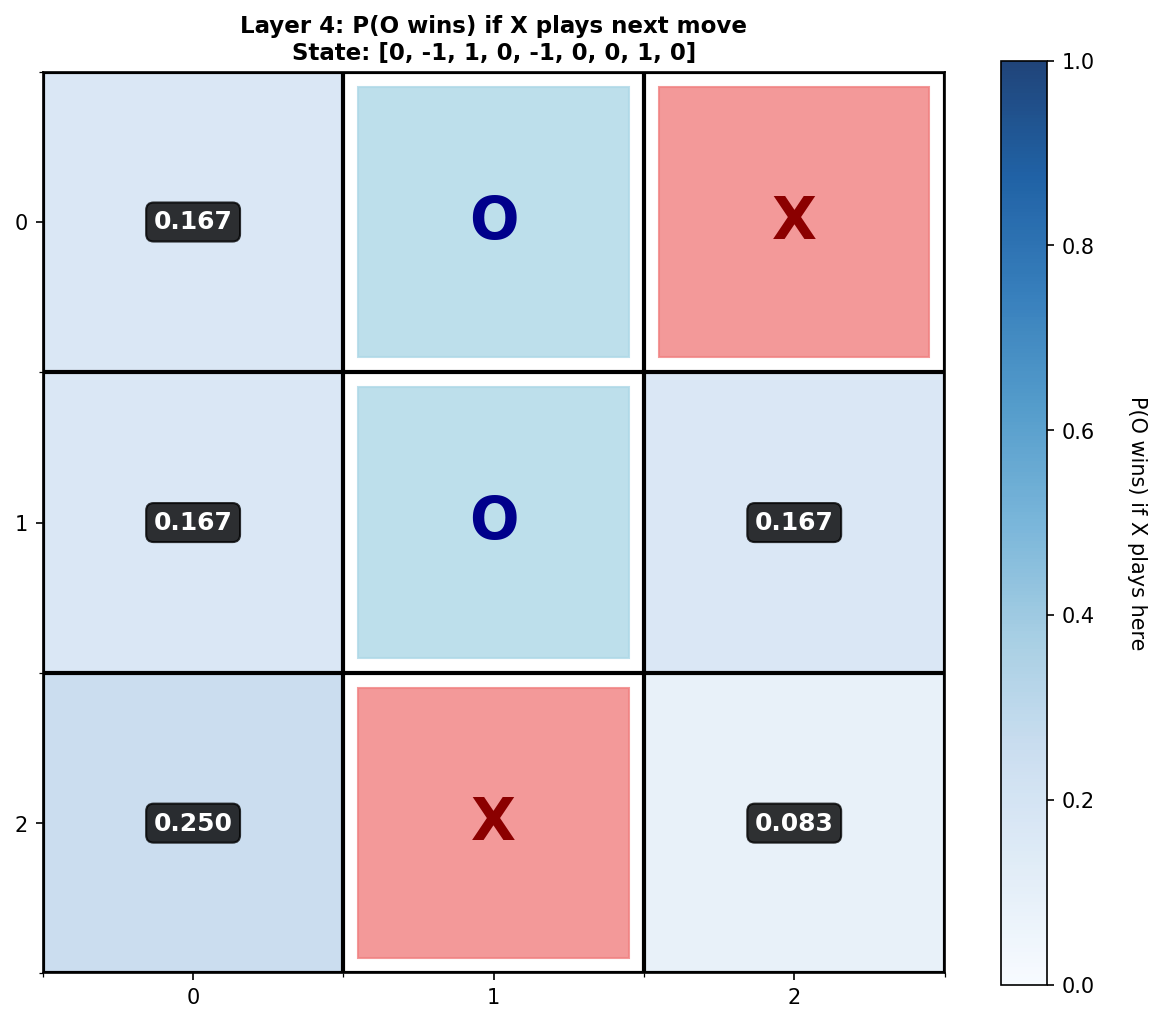 Layer 4: P(O wins) if X plays next move
State: [0, -1, 1, 0, -1, 0, 0, 1, 0]
0
0.167
O
X
1
0.167
O
0.167
2
0.250
X
0.083
0
1
2
1.0
0.8
0.6
0.4
0.2
0.0
P(O wins) if X plays here